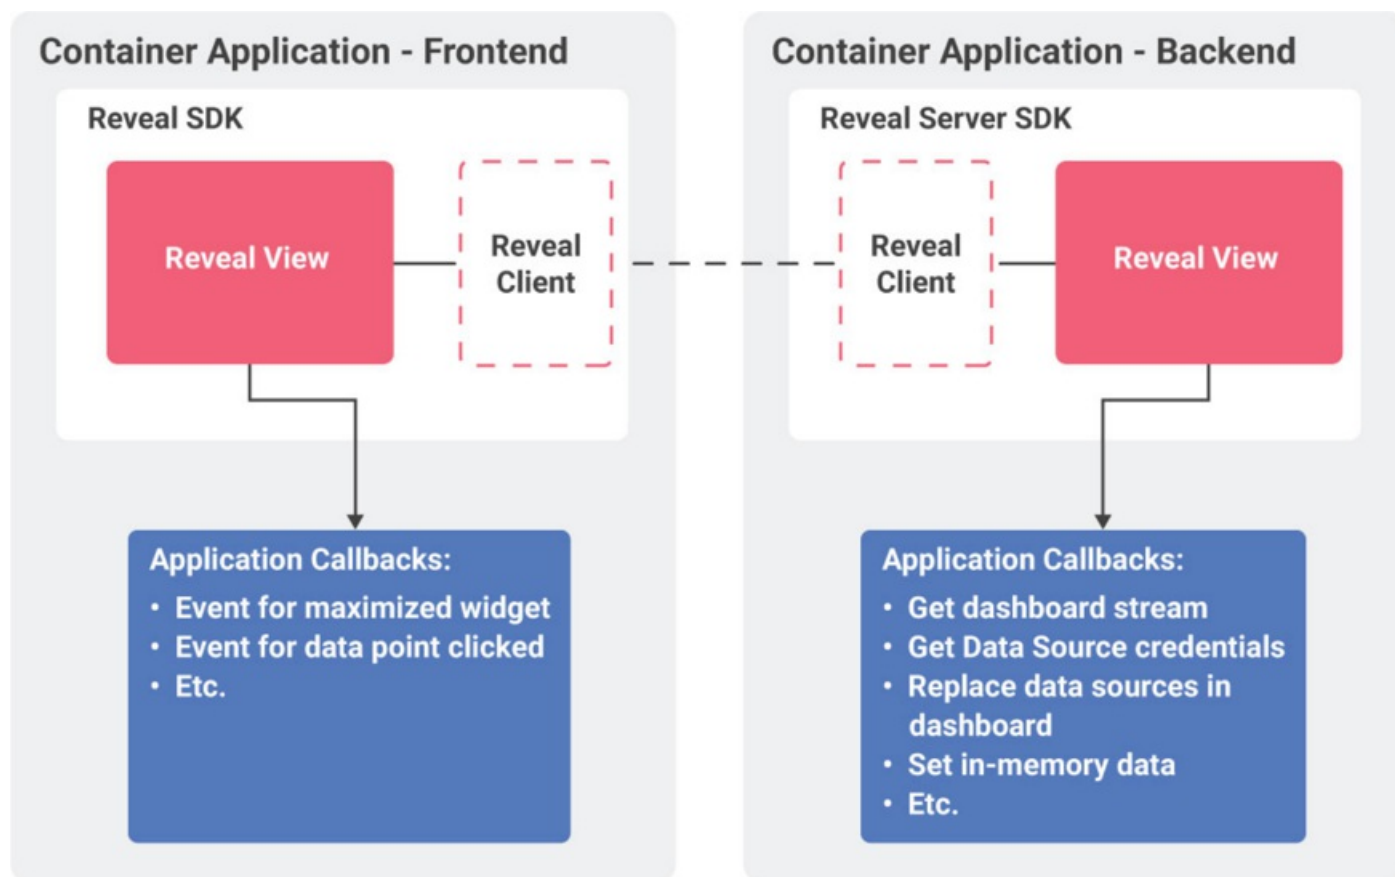 Container Application - Frontend
Reveal SDK
Reveal View
Reveal
Client
Application Callbacks:
• Event for maximized widget
• Event for data point clicked
• Etc.
Container Application - Backend
Reveal Server SDK
Reveal
Client
Reveal View
Application Callbacks:
• Get dashboard stream
• Get Data Source credentials
• Replace data sources in
dashboard
• Set in-memory data
• Etc.